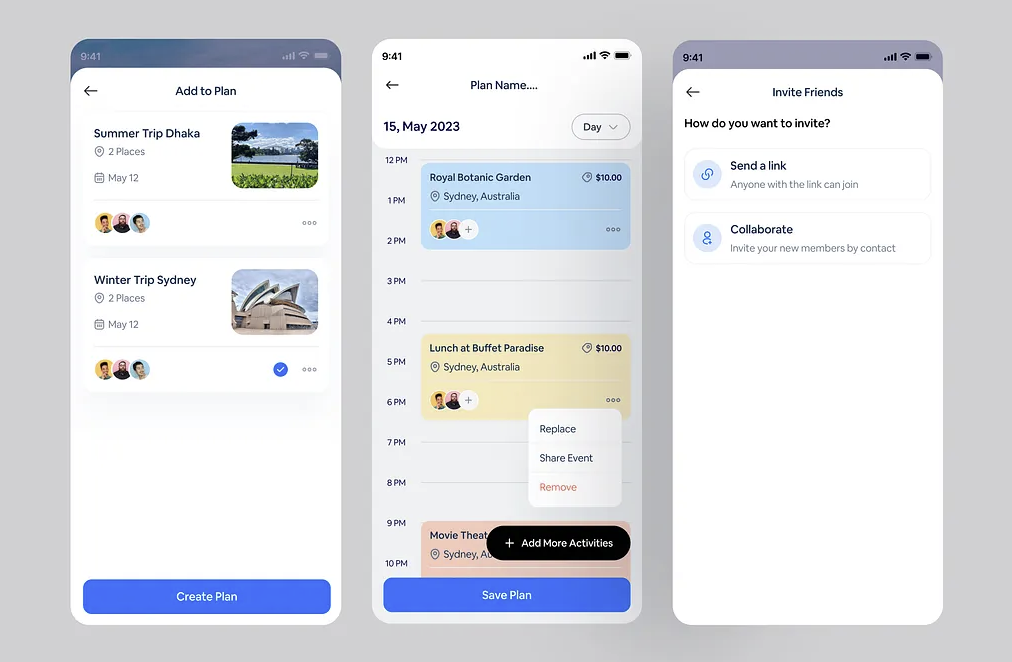 9:41
Add to Plan
Summer Trip Dhaka
2 Places
May 12
Winter Trip Sydney
2 Places
May 12
Create Plan
9:41
Plan Name....
15, May 2023
Day
12 PM
Royal Botanic Garden
$10.00
1 PM
Sydney, Australia
2 PM
3 PM
4 PM
Lunch at Buffet Paradise
$10.00
5 PM
Sydney, Australia
6 PM
Replace
7 PM
Share Event
8 PM
Remove
9 PM
Movie Theat
Add More Activities
Sydney, Au
10 PM
Save Plan
9:41
Invite Friends
How do you want to invite?
Send a link
Anyone with the link can join
Collaborate
Invite your new members by contact